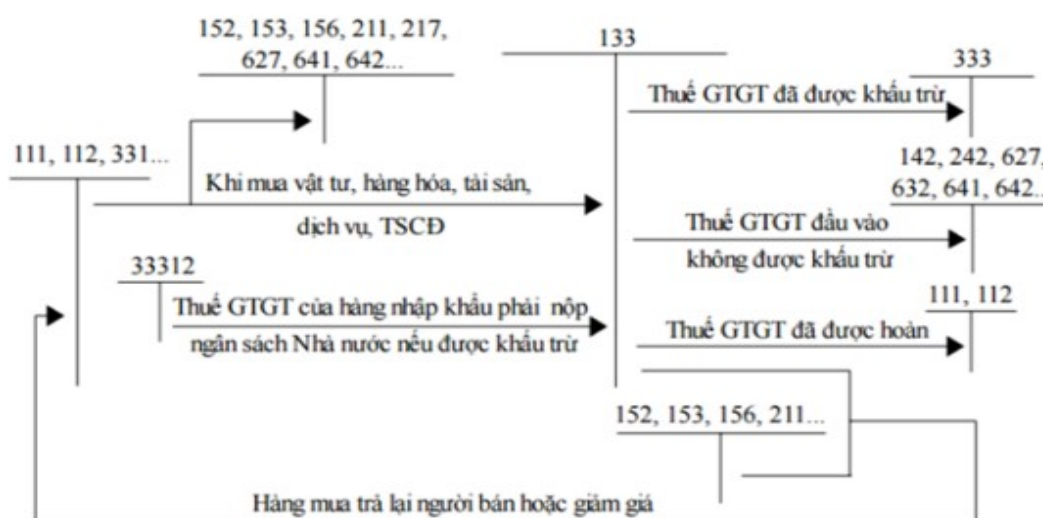 152, 153, 156, 211, 217,
627, 641, 642...
133
333
Thuế GTGT đã được khấu trừ
111, 112, 331...
142, 242, 627,
632, 641, 642...
Khi mua vật tư, hàng hóa, tài sản,
dịch vụ, TSCĐ
Thuế GTGT đầu vào
không được khấu trừ
33312
Thuế GTGT của hàng nhập khẩu phải nộp
ngân sách Nhà nước nếu được khấu trừ
111, 112
Thuế GTGT đã được hoàn
152, 153, 156, 211...
Hàng mua trả lại người bán hoặc giảm giá